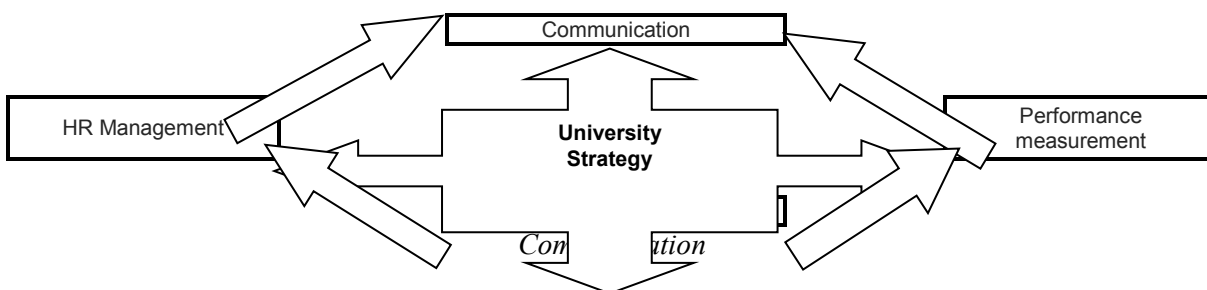 Communication
HR Management
University
Strategy
Performance
measurement